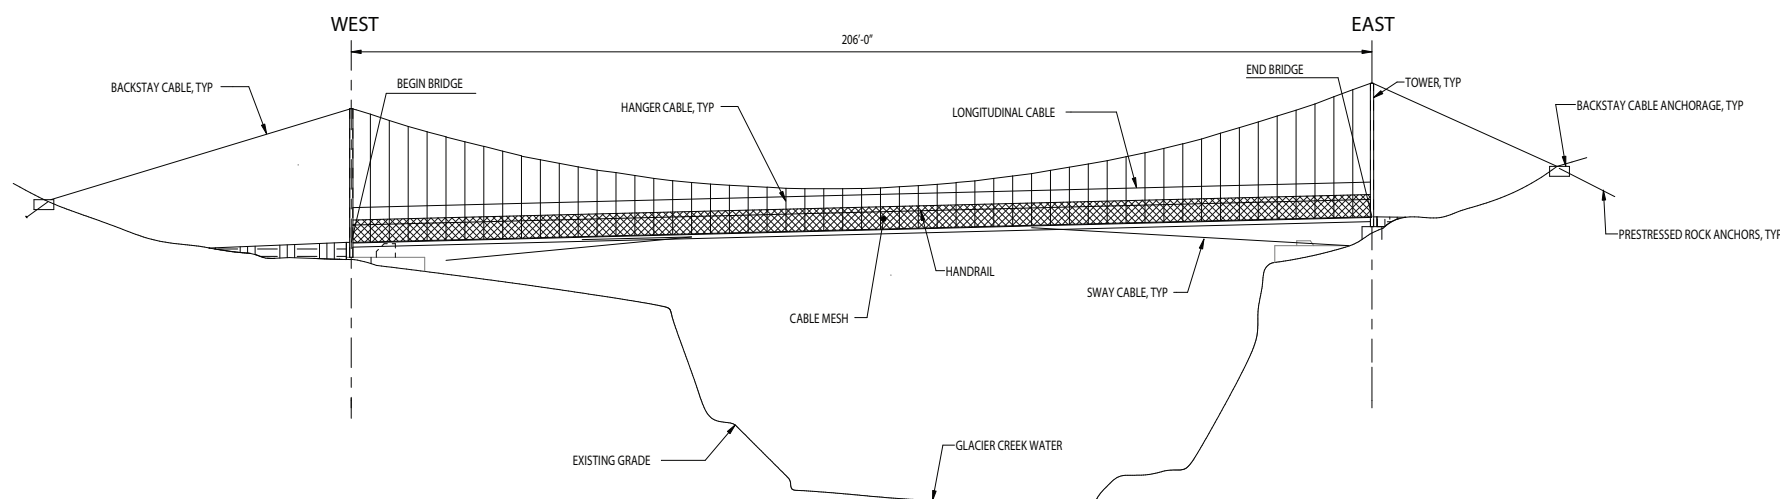 WEST
EAST
206'-0"
BACKSTAY CABLE, TYP
BEGIN BRIDGE
HANGER CABLE, TYP
LONGITUDINAL CABLE
END BRIDGE
TOWER, TYP
BACKSTAY CABLE ANCHORAGE, TYP
PRESTRESSED ROCK ANCHORS, TYP
HANDRAIL
SWAY CABLE, TYP
CABLE MESH
EXISTING GRADE
GLACIER CREEK WATER